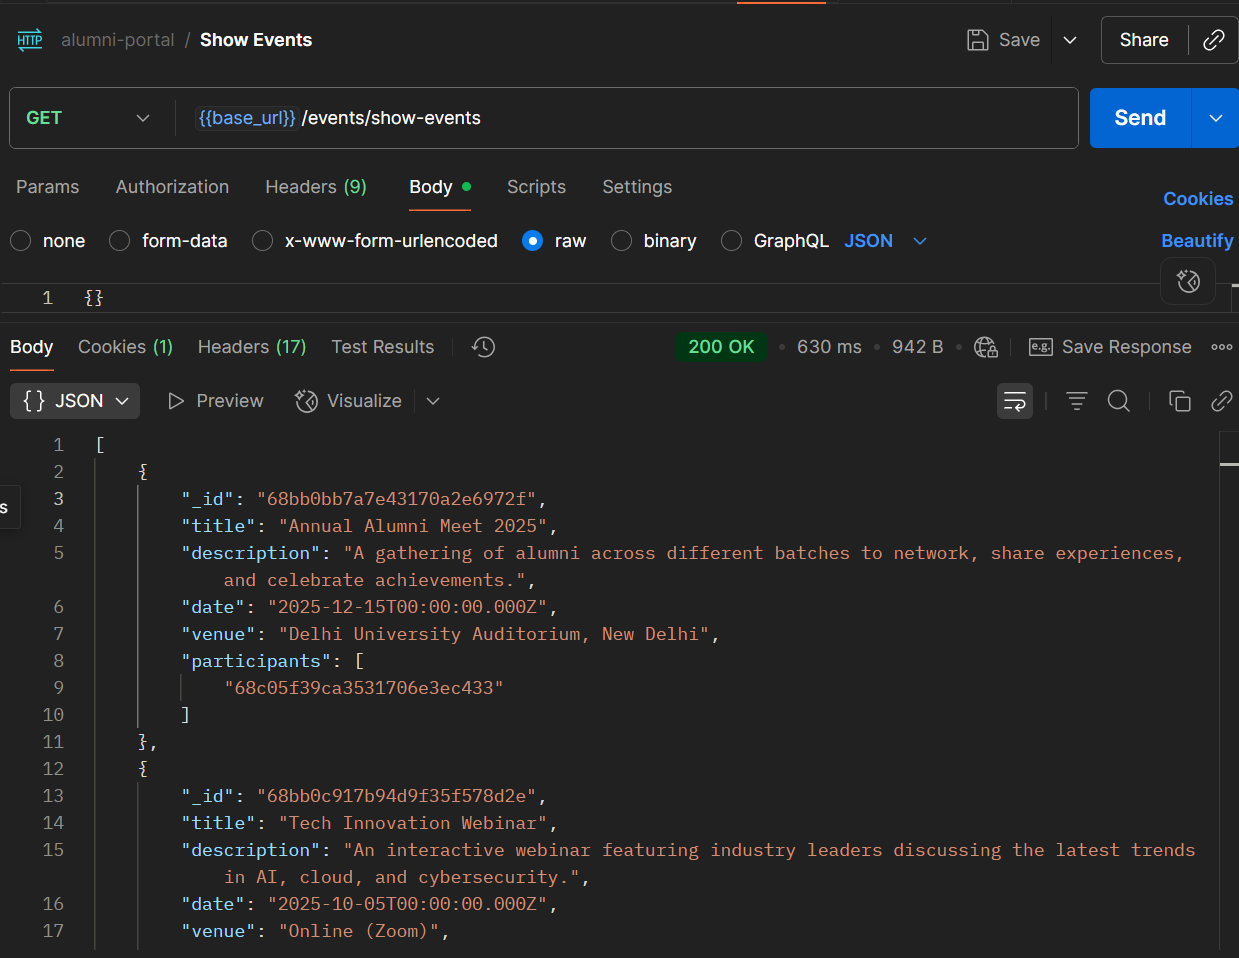 HTTP alumni-portal / Show Events Save Share
GET {{base_url}} /events/show-events Send
Params Authorization Headers (9) Body Scripts Settings Cookies
none form-data x-www-form-urlencoded raw binary GraphQL JSON Beautify
1 {}
Body Cookies (1) Headers (17) Test Results 200 OK • 630 ms • 942 B • e.g. Save Response
{} JSON Preview Visualize
1 [
2 {
3 "_id": "68bb0bb7a7e43170a2e6972f",
s
4 "title": "Annual Alumni Meet 2025",
5 "description": "A gathering of alumni across different batches to network, share experiences,
and celebrate achievements.",
6 "date": "2025-12-15T00:00:00.000Z",
7 "venue": "Delhi University Auditorium, New Delhi",
8 "participants": [
9 "68c05f39ca3531706e3ec433"
10 ]
11 },
12 {
13 "_id": "68bb0c917b94d9f35f578d2e",
14 "title": "Tech Innovation Webinar",
15 "description": "An interactive webinar featuring industry leaders discussing the latest trends
in AI, cloud, and cybersecurity.",
16 "date": "2025-10-05T00:00:00.000Z",
17 "venue": "Online (Zoom)",